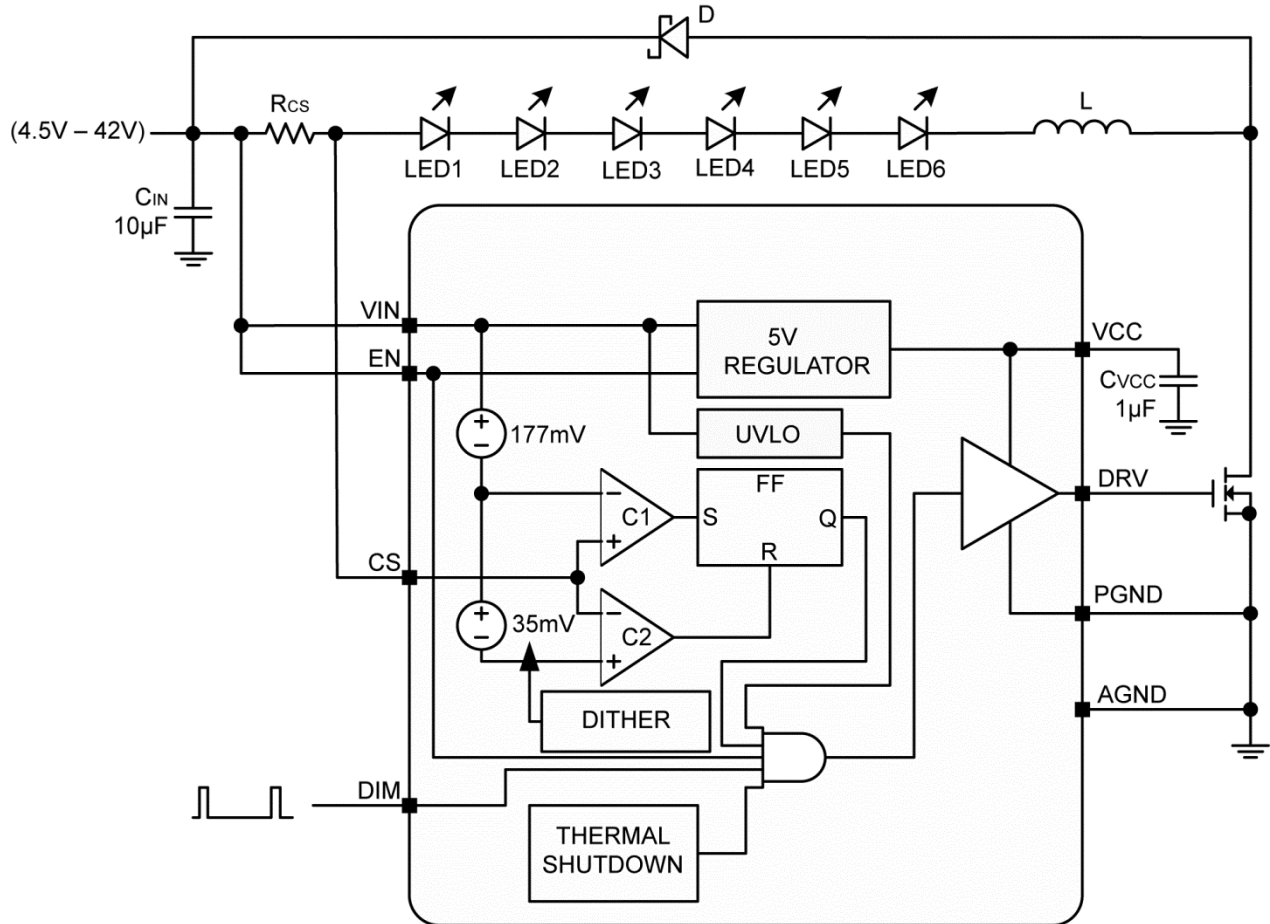 D
(4.5V – 42V)
RCS
L
LED1
LED2
LED3
LED4
LED5
LED6
CIN
10µF
VIN
5V
REGULATOR
VCC
EN
CVCC
1µF
+
−
177mV
UVLO
FF
−
C1
+
S
Q
R
DRV
CS
+
−
35mV
−
C2
+
PGND
DITHER
AGND
DIM
THERMAL
SHUTDOWN